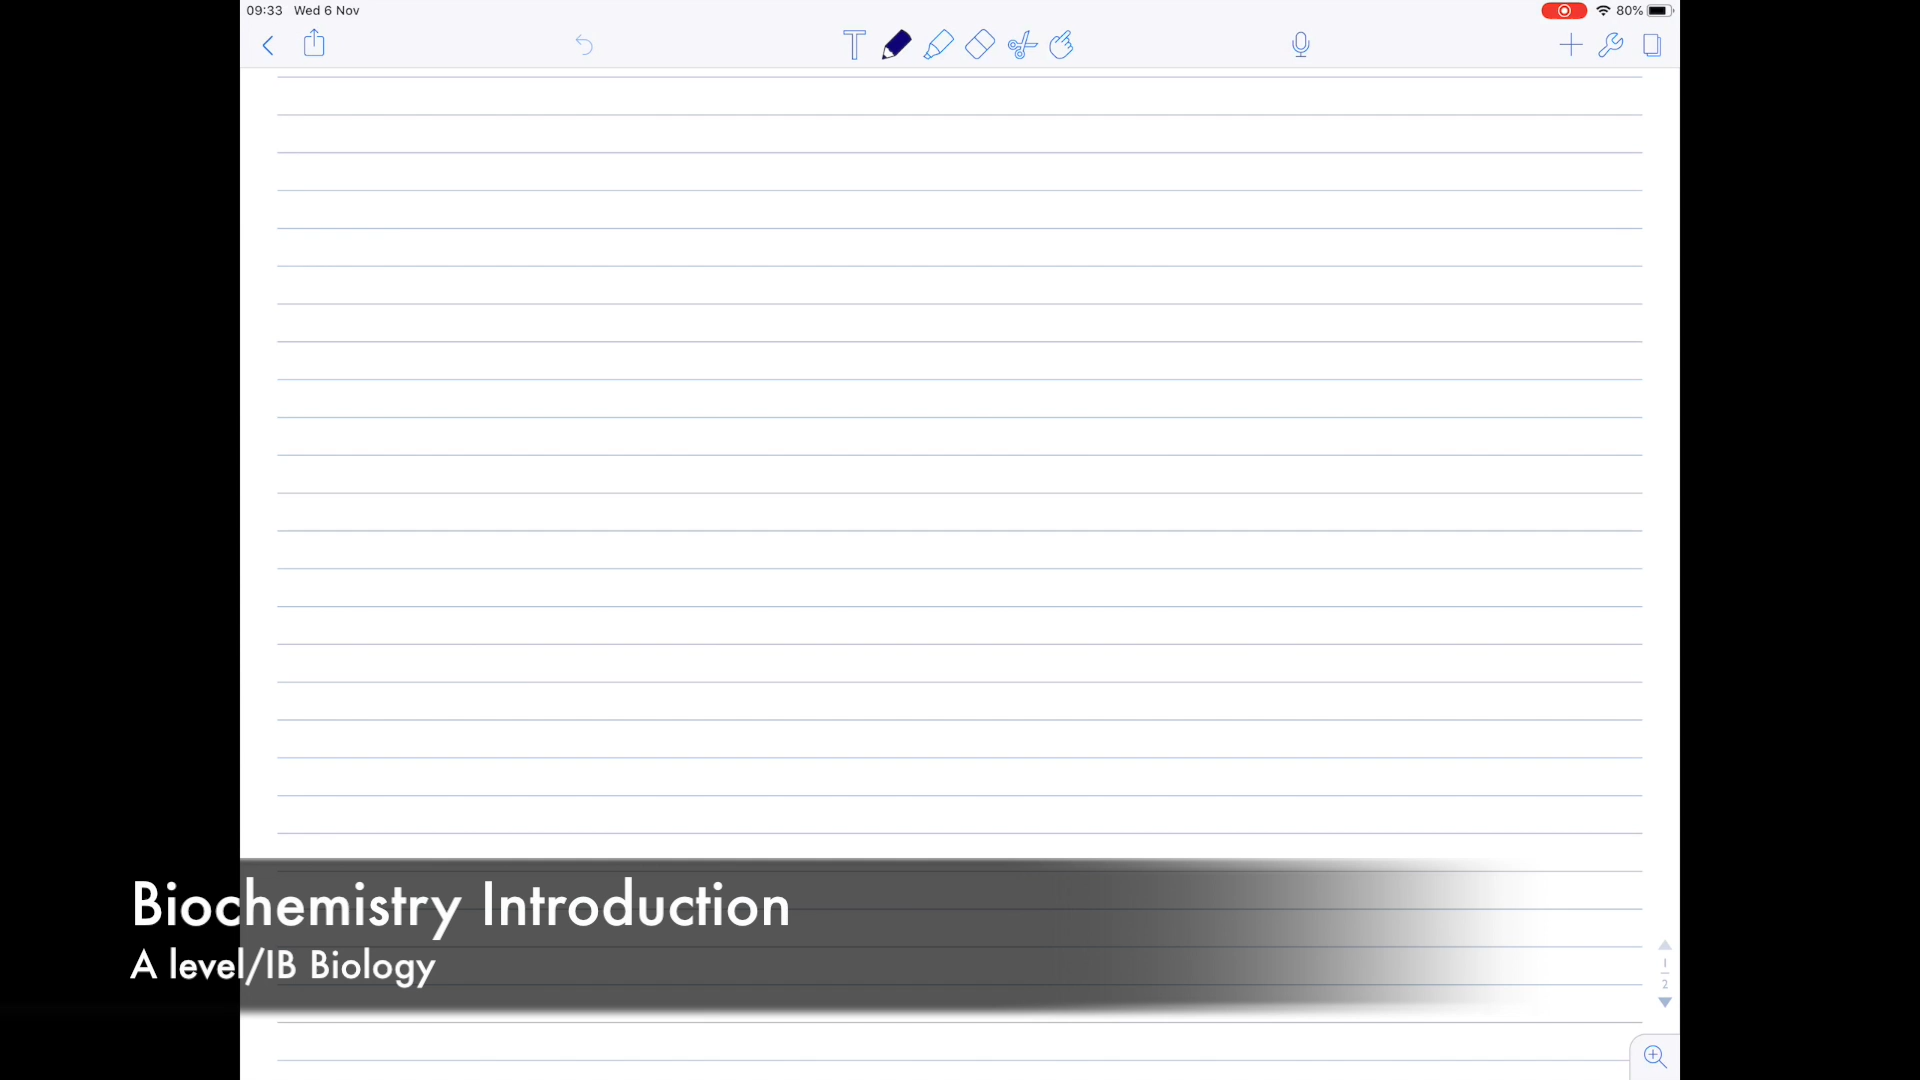 09:33 Wed 6 Nov
80%
T
1
2
Biochemistry Introduction
A level/IB Biology